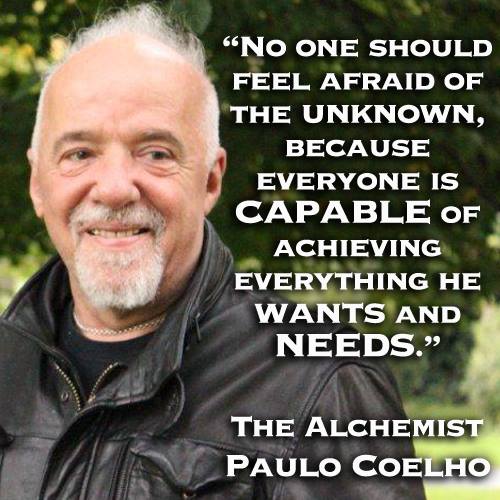 “NO ONE SHOULD
FEEL AFRAID OF
THE UNKNOWN,
BECAUSE
EVERYONE IS
CAPABLE OF
ACHIEVING
EVERYTHING HE
WANTS AND
NEEDS.”
THE ALCHEMIST
PAULO COELHO